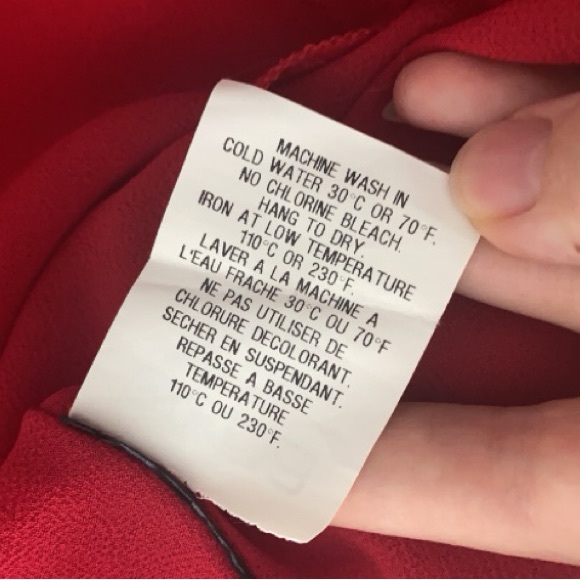 MACHINE WASH IN
COLD WATER 30°C OR 70°F.
NO CHLORINE BLEACH.
HANG TO DRY.
IRON AT LOW TEMPERATURE
110°C OR 230°F.
LAVER A LA MACHINE A
L'EAU FRACHE 30°C OU 70°F
NE PAS UTILISER DE
CHLORURE DECOLORANT.
SECHER EN SUSPENDANT.
REPASSE A BASSE
TEMPERATURE
110°C OU 230°F.